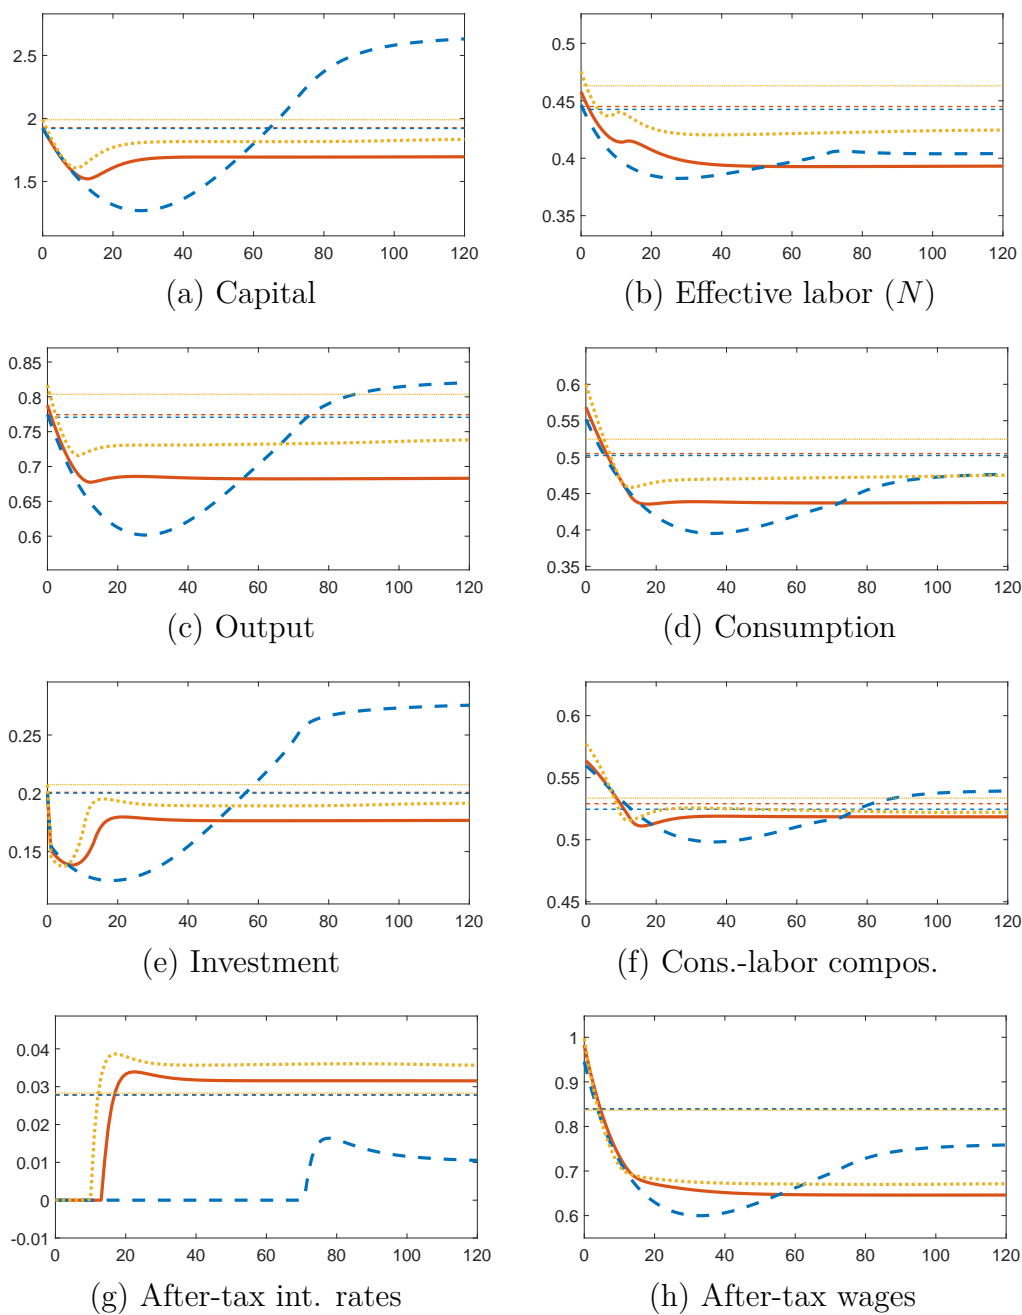 2.5
2
1.5
0 20 40 60 80 100 120
(a) Capital
0.5
0.45
0.4
0.35
0 20 40 60 80 100 120
(b) Effective labor (N)
0.85
0.8
0.75
0.7
0.65
0.6
0 20 40 60 80 100 120
(c) Output
0.6
0.55
0.5
0.45
0.4
0.35
0 20 40 60 80 100 120
(d) Consumption
0.25
0.2
0.15
0 20 40 60 80 100 120
(e) Investment
0.6
0.55
0.5
0.45
0 20 40 60 80 100 120
(f) Cons.-labor compos.
0.04
0.03
0.02
0.01
0
-0.01
0 20 40 60 80 100 120
(g) After-tax int. rates
1
0.9
0.8
0.7
0.6
0 20 40 60 80 100 120
(h) After-tax wages